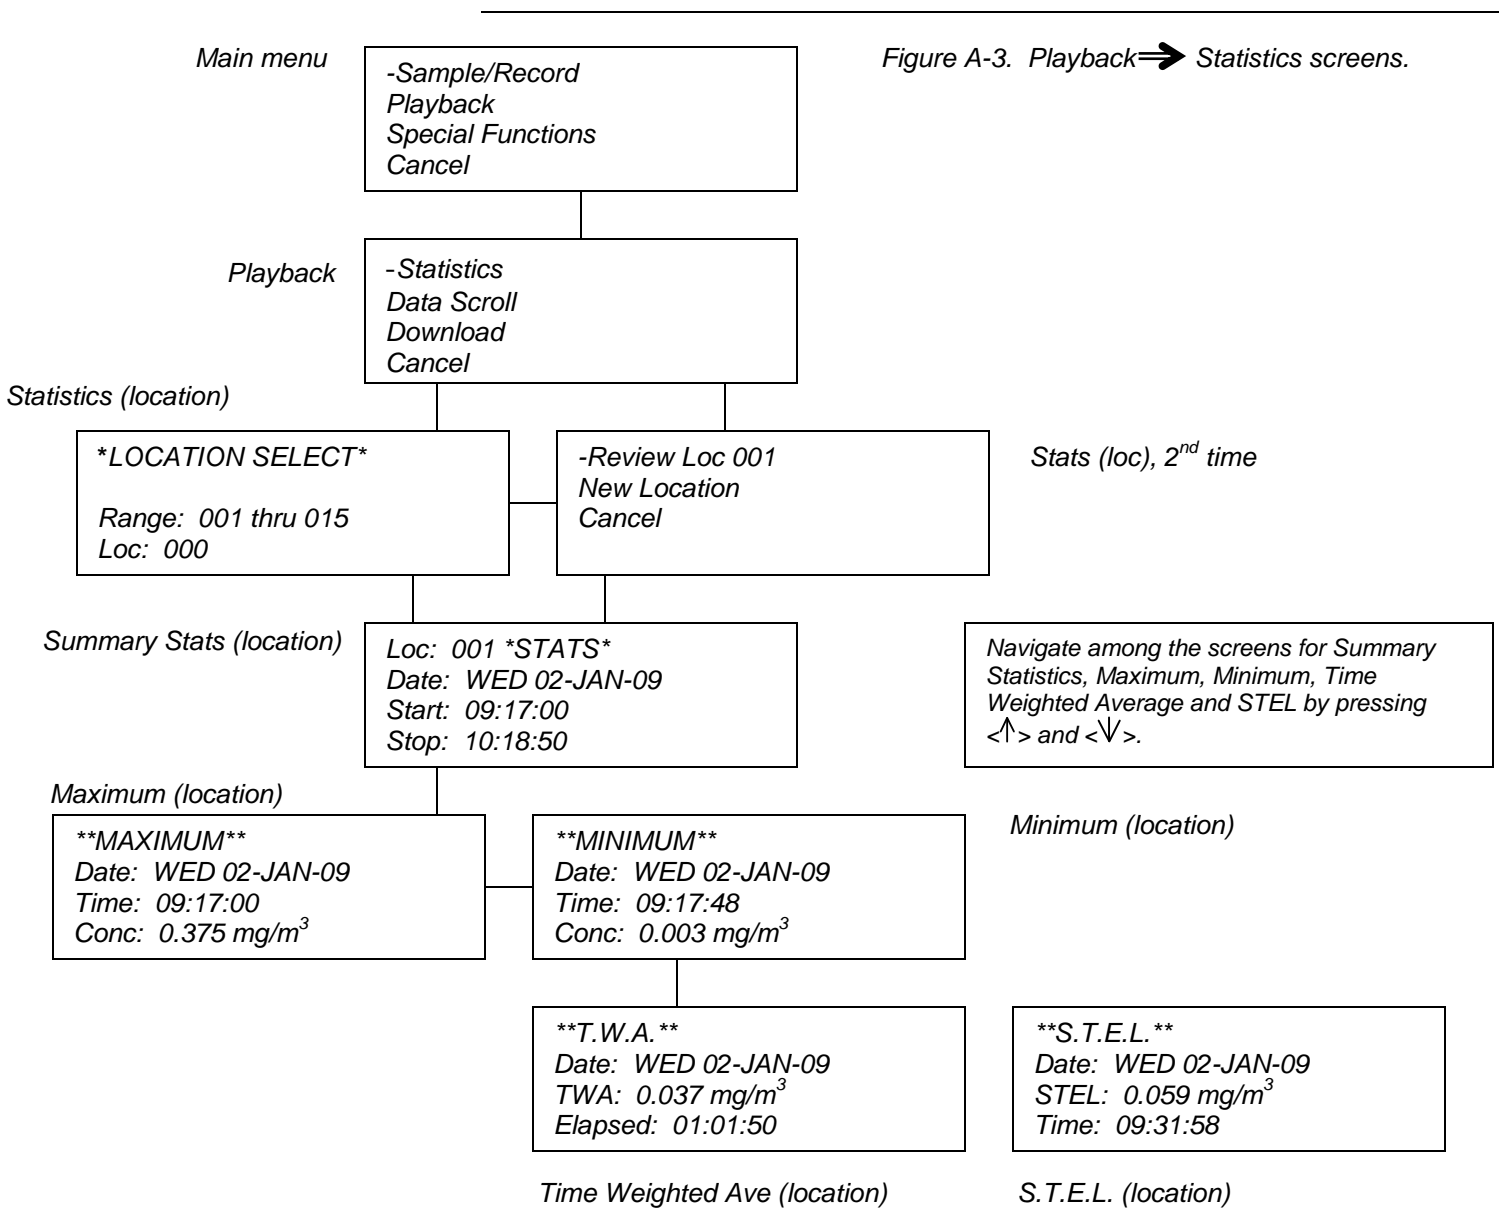 Main menu
Figure A-3. Playback⇒ Statistics screens.
-Sample/Record
Playback
Special Functions
Cancel
Playback
-Statistics
Data Scroll
Download
Cancel
Statistics (location)
*LOCATION SELECT*
Range: 001 thru 015
Loc: 000
-Review Loc 001
New Location
Cancel
Stats (loc), 2nd time
Summary Stats (location)
Loc: 001 *STATS*
Date: WED 02-JAN-09
Start: 09:17:00
Stop: 10:18:50
Navigate among the screens for Summary
Statistics, Maximum, Minimum, Time
Weighted Average and STEL by pressing
<↑> and <↓>.
Maximum (location)
**MAXIMUM**
Date: WED 02-JAN-09
Time: 09:17:00
Conc: 0.375 mg/m³
**MINIMUM**
Date: WED 02-JAN-09
Time: 09:17:48
Conc: 0.003 mg/m³
Minimum (location)
**T.W.A.**
Date: WED 02-JAN-09
TWA: 0.037 mg/m³
Elapsed: 01:01:50
**S.T.E.L.**
Date: WED 02-JAN-09
STEL: 0.059 mg/m³
Time: 09:31:58
Time Weighted Ave (location)
S.T.E.L. (location)